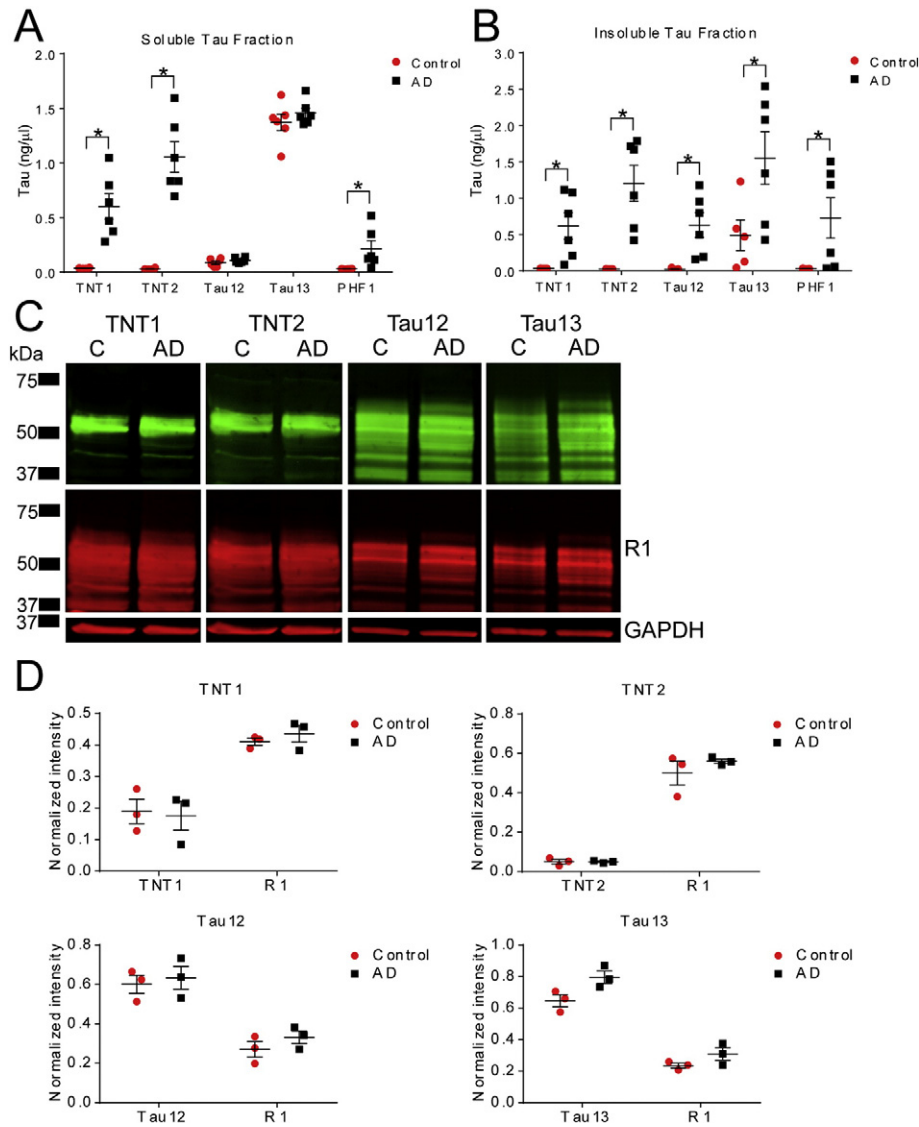 A
Soluble Tau Fraction
Control
AD
Tau (ng/μl)
2.0
1.5
1.0
0.5
0.0
*
*
*
TNT1
TNT2
Tau12
Tau13
PHF1
B
Insoluble Tau Fraction
Control
AD
Tau (ng/μl)
3.0
2.5
2.0
1.5
1.0
0.5
0.0
*
*
*
*
*
TNT1
TNT2
Tau12
Tau13
PHF1
C
TNT1 TNT2 Tau12 Tau13
kDa C AD C AD C AD C AD
75
50
37
75
50
37
37
R1
GAPDH
D
TNT1
Control
AD
Normalized intensity
0.5
0.4
0.3
0.2
0.1
0.0
TNT1 R1
TNT2
Control
AD
Normalized intensity
0.8
0.6
0.4
0.2
0.0
TNT2 R1
Tau12
Control
AD
Normalized intensity
0.8
0.6
0.4
0.2
0.0
Tau12 R1
Tau13
Control
AD
Normalized intensity
1.0
0.8
0.6
0.4
0.2
0.0
Tau13 R1